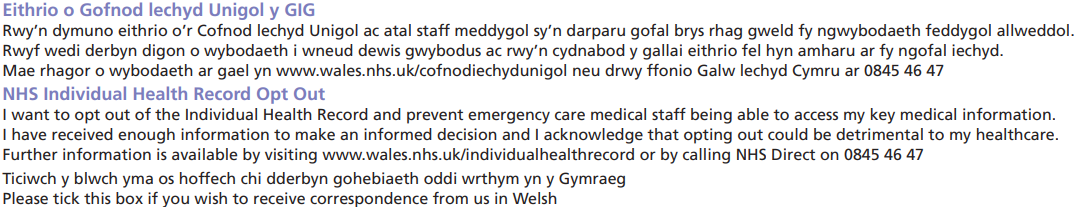 Eithrio o Gofnod Iechyd Unigol y GIG
Rwy'n dymuno eithrio o'r Cofnod Iechyd Unigol ac atal staff meddygol sy'n darparu gofal brys rhag gweld fy ngwybodaeth feddygol allweddol.
Rwyf wedi derbyn digon o wybodaeth i wneud dewis gwybodus ac rwy'n cydnabod y gallai eithrio fel hyn amharu ar fy ngofal iechyd.
Mae rhagor o wybodaeth ar gael yn www.wales.nhs.uk/cofnodiechydunigol neu drwy ffonio Galw Iechyd Cymru ar 0845 46 47
NHS Individual Health Record Opt Out
I want to opt out of the Individual Health Record and prevent emergency care medical staff being able to access my key medical information.
I have received enough information to make an informed decision and I acknowledge that opting out could be detrimental to my healthcare.
Further information is available by visiting www.wales.nhs.uk/individualhealthrecord or by calling NHS Direct on 0845 46 47
Ticiwch y blwch yma os hoffech chi dderbyn gohebiaeth oddi wrthym yn y Gymraeg
Please tick this box if you wish to receive correspondence from us in Welsh